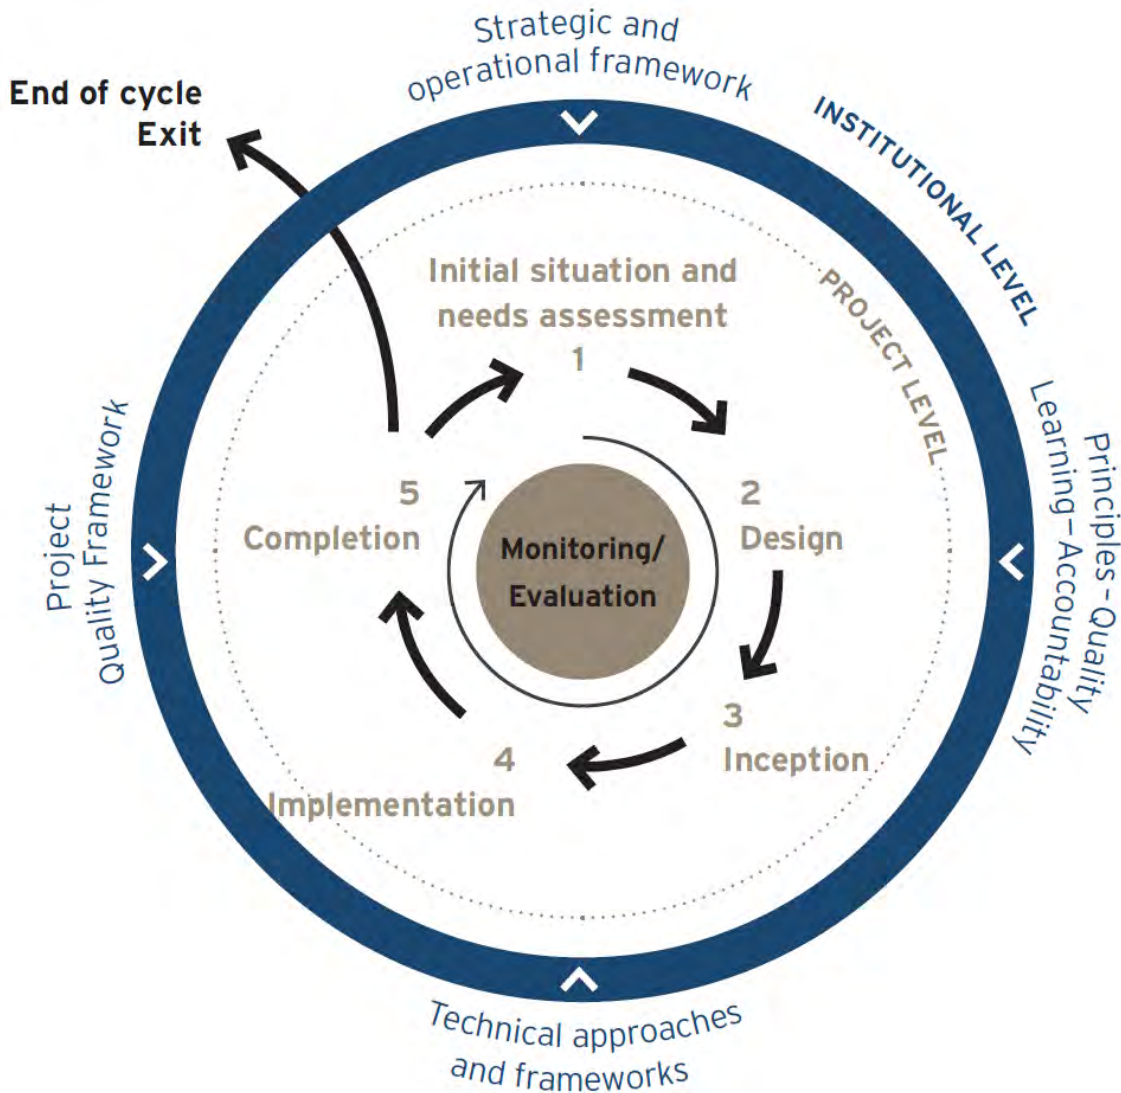 Strategic and
operational framework
End of cycle
Exit
INSTITUTIONAL LEVEL
PROJECT LEVEL
Initial situation and
needs assessment
1
2
Design
3
Inception
4
Implementation
5
Completion
Monitoring/
Evaluation
Project
Quality Framework
Principles - Quality
Learning - Accountability
Technical approaches
and frameworks